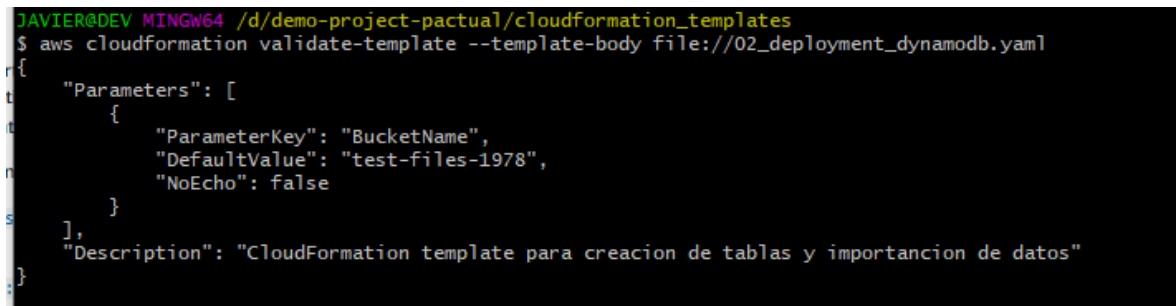 JAVIER@DEV MINGW64 /d/demo-project-pactual/cloudformation_templates
$ aws cloudformation validate-template --template-body file://02_deployment_dynamodb.yaml
{
    "Parameters": [
        {
            "ParameterKey": "BucketName",
            "DefaultValue": "test-files-1978",
            "NoEcho": false
        }
    ],
    "Description": "CloudFormation template para creacion de tablas y importancion de datos"
}